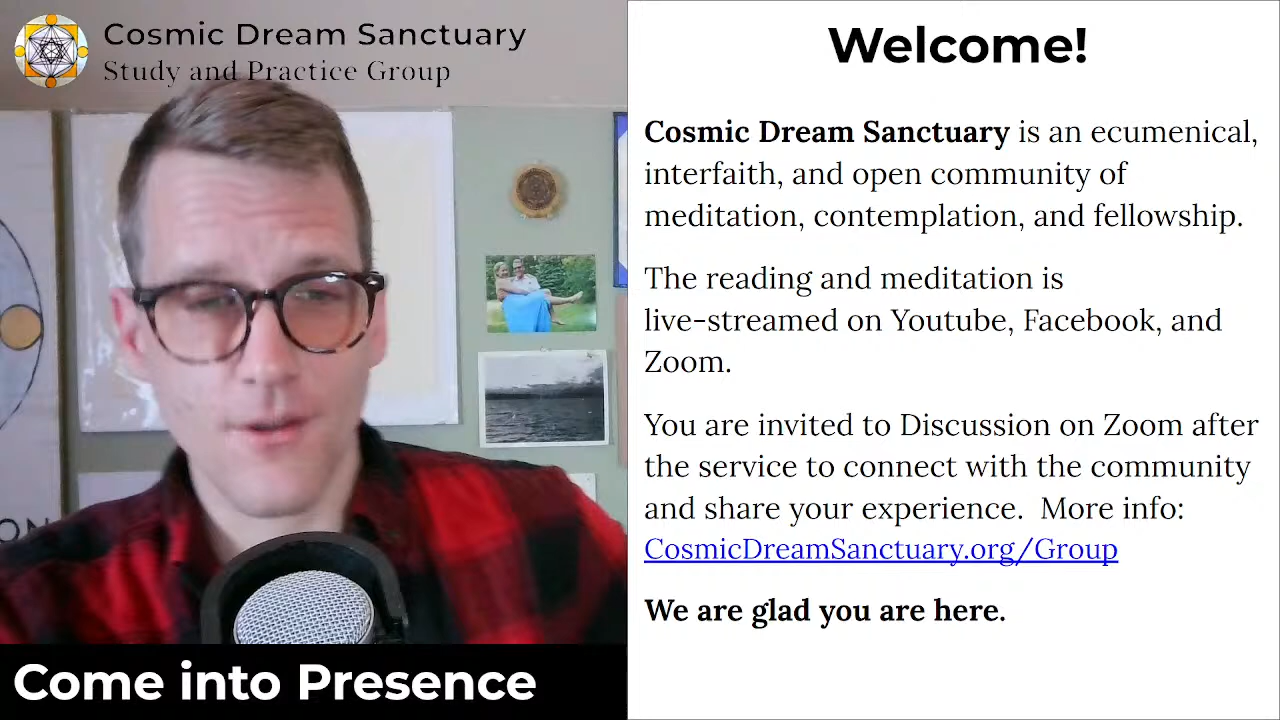 Cosmic Dream Sanctuary
Study and Practice Group
ON
Come into Presence
Welcome!
Cosmic Dream Sanctuary is an ecumenical,
interfaith, and open community of
meditation, contemplation, and fellowship.
The reading and meditation is
live-streamed on Youtube, Facebook, and
Zoom.
You are invited to Discussion on Zoom after
the service to connect with the community
and share your experience.  More info:
CosmicDreamSanctuary.org/Group
We are glad you are here.